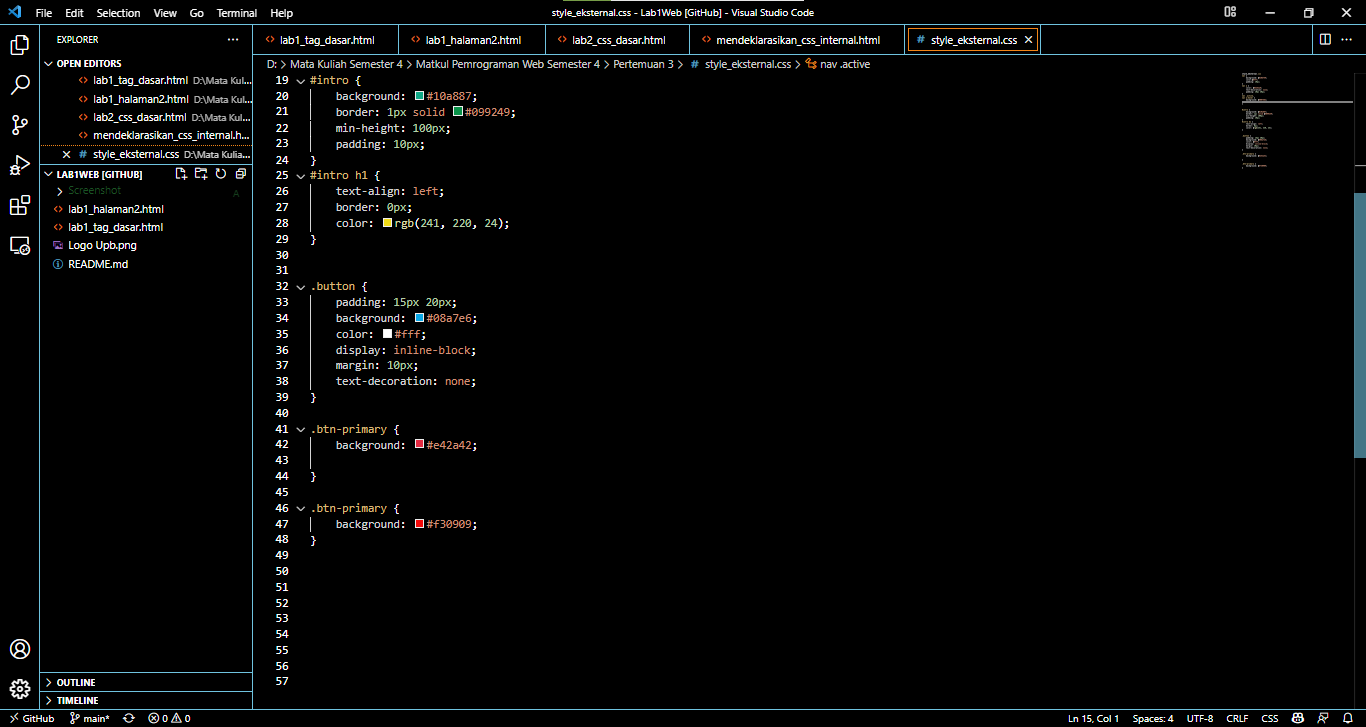 File Edit Selection View Go Terminal Help
style_eksternal.css - Lab1Web [GitHub] - Visual Studio Code
EXPLORER
OPEN EDITORS
lab1_tag_dasar.html D:\Mata Kul...
lab1_halaman2.html D:\Mata Kul...
lab2_css_dasar.html D:\Mata Kul...
mendeklarasikan_css_internal.h...
# style_eksternal.css D:\Mata Kulia...
LAB1WEB [GITHUB]
Screenshot A
lab1_halaman2.html
lab1_tag_dasar.html
Logo Upb.png
README.md
OUTLINE
TIMELINE
lab1_tag_dasar.html lab1_halaman2.html lab2_css_dasar.html mendeklarasikan_css_internal.html # style_eksternal.css
D: > Mata Kuliah Semester 4 > Matkul Pemrograman Web Semester 4 > Pertemuan 3 > # style_eksternal.css > nav .active
19 #intro {
20 background: #10a887;
21 border: 1px solid #099249;
22 min-height: 100px;
23 padding: 10px;
24 }
25 #intro h1 {
26 text-align: left;
27 border: 0px;
28 color: rgb(241, 220, 24);
29 }
30
31
32 .button {
33 padding: 15px 20px;
34 background: #08a7e6;
35 color: #fff;
36 display: inline-block;
37 margin: 10px;
38 text-decoration: none;
39 }
40
41 .btn-primary {
42 background: #e42a42;
43
44 }
45
46 .btn-primary {
47 background: #f30909;
48 }
49
50
51
52
53
54
55
56
57
GitHub main* 0 0 Ln 15, Col 1 Spaces: 4 UTF-8 CRLF CSS